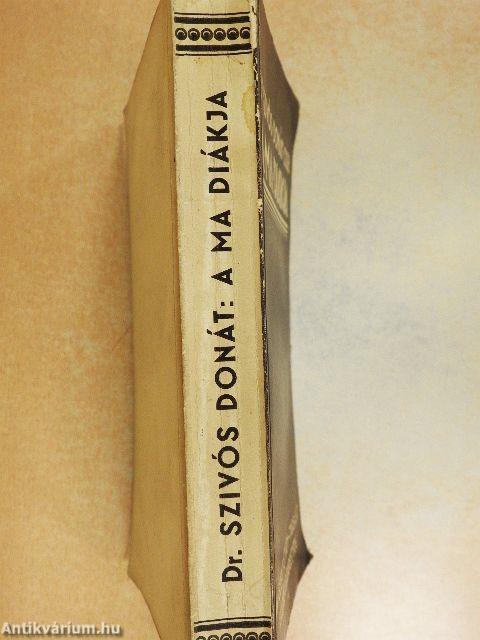 Dr. SZIVÓS DONÁT: A MA DIÁKJA
Antikvárium.hu